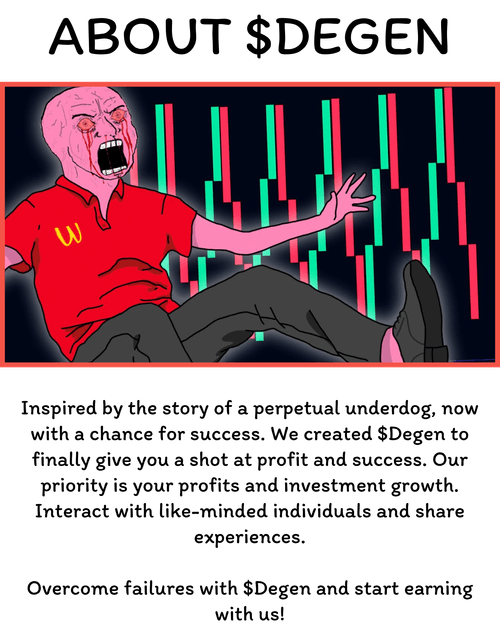 ABOUT $DEGEN
W
Inspired by the story of a perpetual underdog, now
with a chance for success. We created $Degen to
finally give you a shot at profit and success. Our
priority is your profits and investment growth.
Interact with like-minded individuals and share
experiences.
Overcome failures with $Degen and start earning
with us!